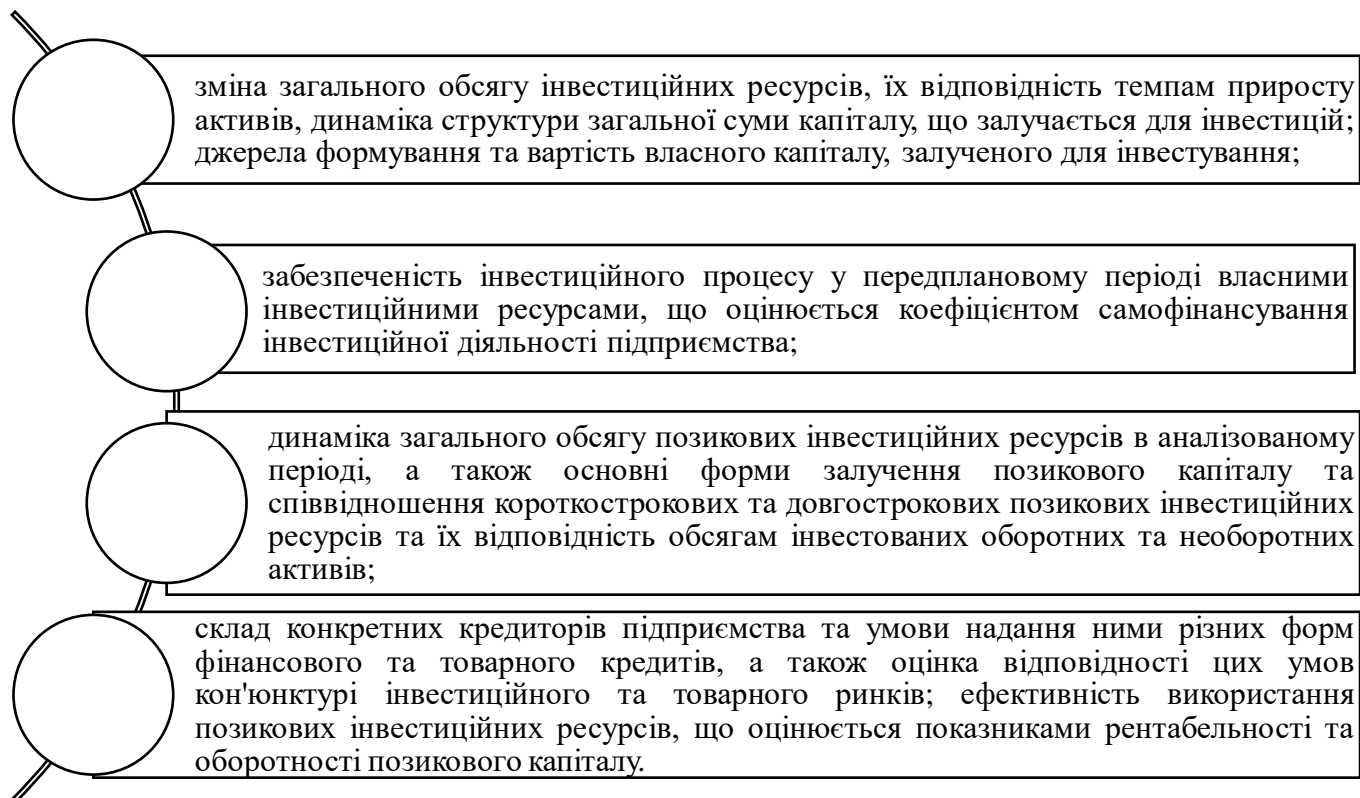 зміна загального обсягу інвестиційних ресурсів, їх відповідність темпам приросту
активів, динаміка структури загальної суми капіталу, що залучається для інвестицій;
джерела формування та вартість власного капіталу, залученого для інвестування;
забезпеченість інвестиційного процесу у передплановому періоді власними
інвестиційними ресурсами, що оцінюється коефіцієнтом самофінансування
інвестиційної діяльності підприємства;
динаміка загального обсягу позикових інвестиційних ресурсів в аналізованому
періоді, а також основні форми залучення позикового капіталу та
співвідношення короткострокових та довгострокових позикових інвестиційних
ресурсів та їх відповідність обсягам інвестованих оборотних та необоротних
активів;
склад конкретних кредиторів підприємства та умови надання ними різних форм
фінансового та товарного кредитів, а також оцінка відповідності цих умов
кон'юнктурі інвестиційного та товарного ринків; ефективність використання
позикових інвестиційних ресурсів, що оцінюється показниками рентабельності та
оборотності позикового капіталу.